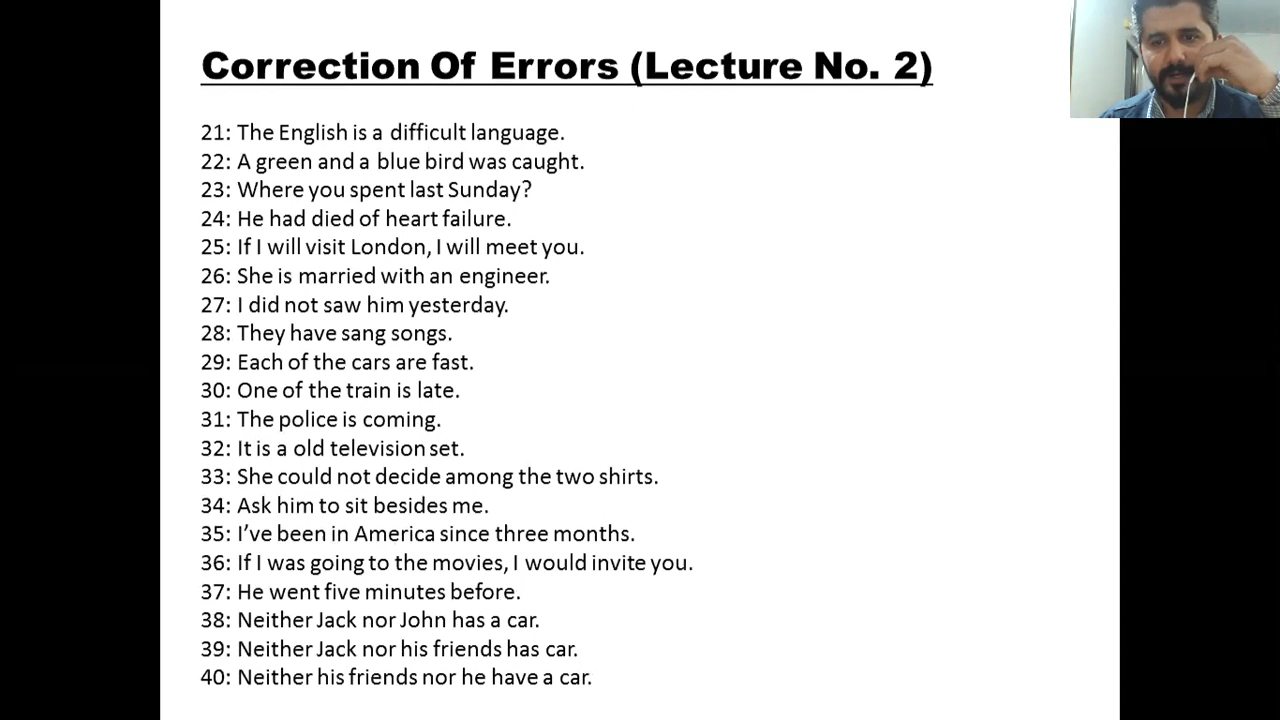 Correction Of Errors (Lecture No. 2)
21: The English is a difficult language.
22: A green and a blue bird was caught.
23: Where you spent last Sunday?
24: He had died of heart failure.
25: If I will visit London, I will meet you.
26: She is married with an engineer.
27: I did not saw him yesterday.
28: They have sang songs.
29: Each of the cars are fast.
30: One of the train is late.
31: The police is coming.
32: It is a old television set.
33: She could not decide among the two shirts.
34: Ask him to sit besides me.
35: I’ve been in America since three months.
36: If I was going to the movies, I would invite you.
37: He went five minutes before.
38: Neither Jack nor John has a car.
39: Neither Jack nor his friends has car.
40: Neither his friends nor he have a car.